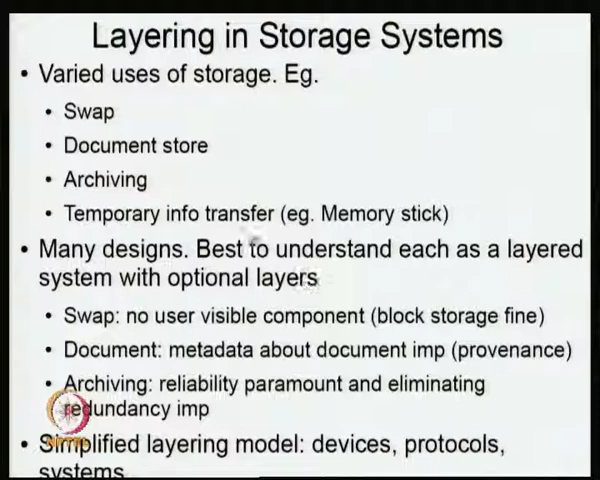 Layering in Storage Systems
• Varied uses of storage. Eg.
• Swap
• Document store
• Archiving
• Temporary info transfer (eg. Memory stick)
• Many designs. Best to understand each as a layered
system with optional layers
• Swap: no user visible component (block storage fine)
• Document: metadata about document imp (provenance)
• Archiving: reliability paramount and eliminating
redundancy imp
• Simplified layering model: devices, protocols,
systems
NPTEL